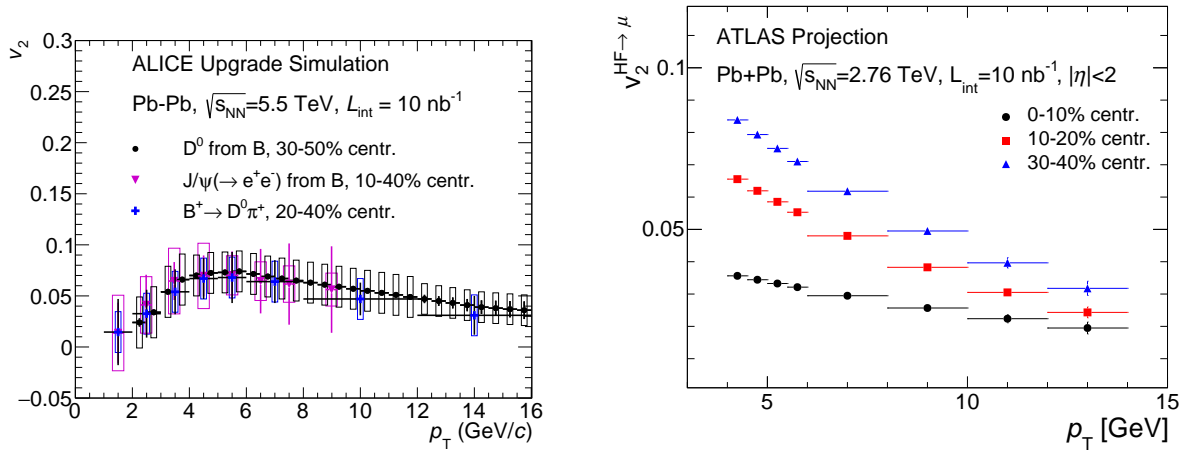 ALICE Upgrade Simulation
Pb-Pb, √sNN=5.5 TeV, Lint = 10 nb-1
D0 from B, 30-50% centr.
J/ψ(→ e+e-) from B, 10-40% centr.
B+→ D0π+, 20-40% centr.
v2
0.3
0.25
0.2
0.15
0.1
0.05
0
−0.05
0 2 4 6 8 10 12 14 16
pT (GeV/c)
ATLAS Projection
Pb+Pb, √sNN=2.76 TeV, Lint=10 nb-1, |η|<2
0-10% centr.
10-20% centr.
30-40% centr.
v2HF→ μ
0.1
0.05
5 10 15
pT [GeV]